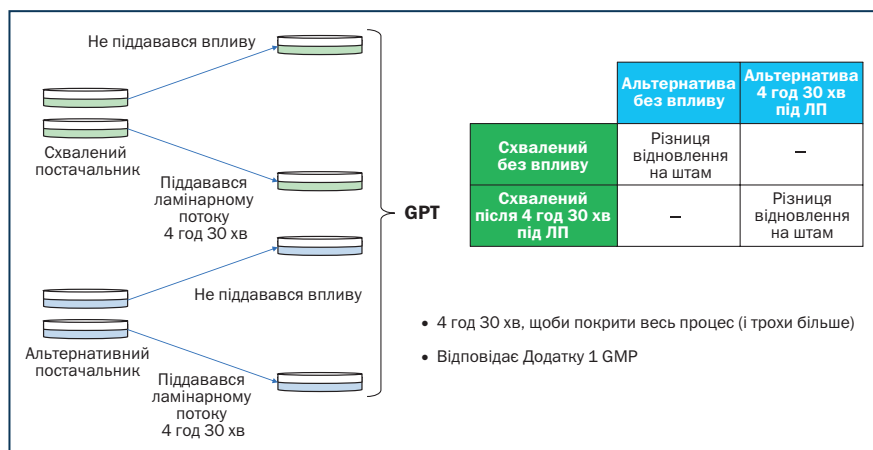 Не піддавався впливу
Схвалений
постачальник
Піддавався
ламінарному
потоку
4 год 30 хв
Не піддавався впливу
Альтернативний
постачальник
Піддавався
ламінарному
потоку
4 год 30 хв
GPT
Альтернатива
без впливу
Альтернатива
4 год 30 хв
під ЛП
Схвалений
без впливу
Різниця
відновлення
на штам
–
Схвалений
після 4 год 30 хв
під ЛП
–
Різниця
відновлення
на штам
• 4 год 30 хв, щоби покрити весь процес (і трохи більше)
• Відповідає Додатку 1 GMP